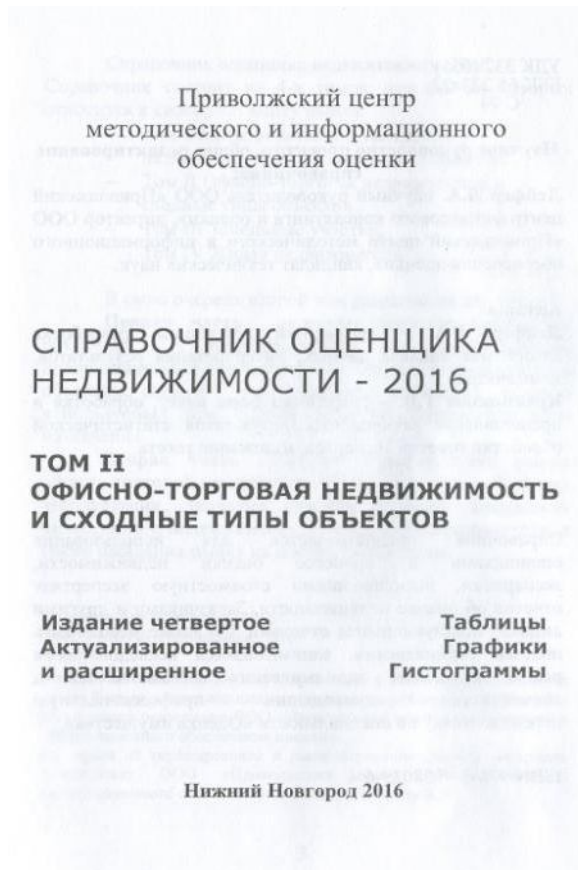 Приволжский центр
методического и информационного
обеспечения оценки
СПРАВОЧНИК ОЦЕНЩИКА
НЕДВИЖИМОСТИ - 2016
ТОМ II
ОФИСНО-ТОРГОВАЯ НЕДВИЖИМОСТЬ
И СХОДНЫЕ ТИПЫ ОБЪЕКТОВ
Издание четвертое Таблицы
Актуализированное Графики
и расширенное Гистограммы
Нижний Новгород 2016